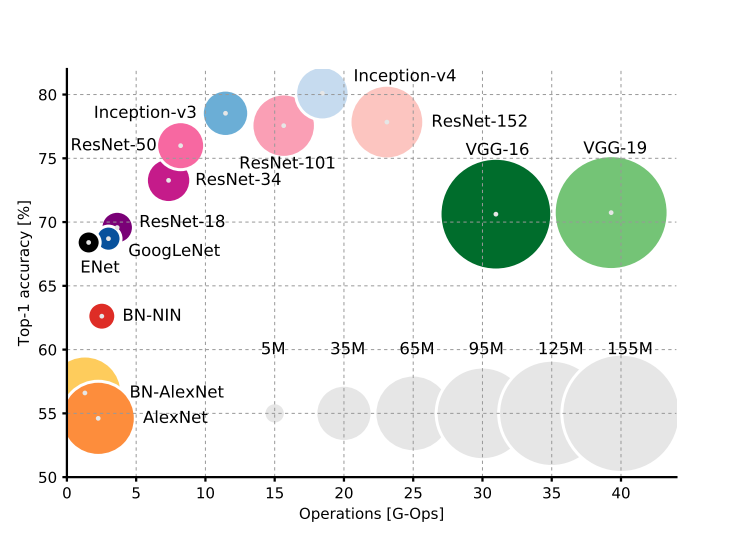 Top-1 accuracy [%]
80
75
70
65
60
55
50
Inception-v4
Inception-v3
ResNet-152
ResNet-50
VGG-16
VGG-19
ResNet-101
ResNet-34
ResNet-18
GoogLeNet
ENet
BN-NIN
5M 35M 65M 95M 125M 155M
BN-AlexNet
AlexNet
0 5 10 15 20 25 30 35 40
Operations [G-Ops]